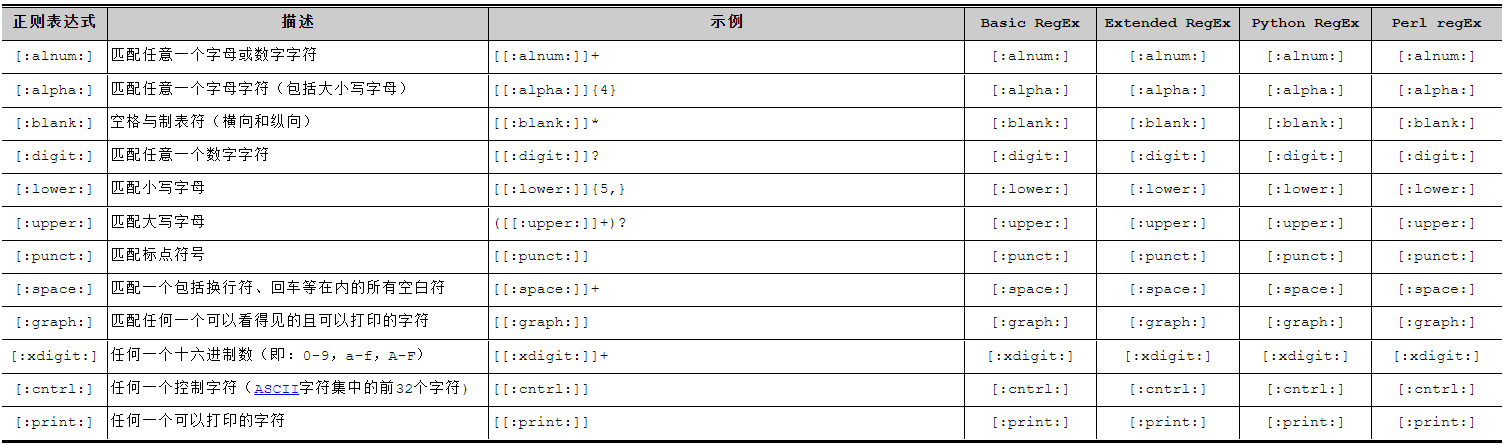 正则表达式 描述 示例 Basic RegEx Extended RegEx Python RegEx Perl regEx
[:alnum:] 匹配任意一个字母或数字字符 [[:alnum:]]+ [:alnum:] [:alnum:] [:alnum:] [:alnum:]
[:alpha:] 匹配任意一个字母字符（包括大小写字母） [[:alpha:]]{4} [:alpha:] [:alpha:] [:alpha:] [:alpha:]
[:blank:] 空格与制表符（横向和纵向） [[:blank:]]* [:blank:] [:blank:] [:blank:] [:blank:]
[:digit:] 匹配任意一个数字字符 [[:digit:]]? [:digit:] [:digit:] [:digit:] [:digit:]
[:lower:] 匹配小写字母 [[:lower:]]{5,} [:lower:] [:lower:] [:lower:] [:lower:]
[:upper:] 匹配大写字母 ([[:upper:]]+)? [:upper:] [:upper:] [:upper:] [:upper:]
[:punct:] 匹配标点符号 [[:punct:]] [:punct:] [:punct:] [:punct:] [:punct:]
[:space:] 匹配一个包括换行符、回车等在内的所有空白符 [[:space:]]+ [:space:] [:space:] [:space:] [:space:]
[:graph:] 匹配任何一个可以看得见的且可以打印的字符 [[:graph:]] [:graph:] [:graph:] [:graph:] [:graph:]
[:xdigit:] 任何一个十六进制数（即：0-9，a-f，A-F） [[:xdigit:]]+ [:xdigit:] [:xdigit:] [:xdigit:] [:xdigit:]
[:cntrl:] 任何一个控制字符（ASCII字符集中的前32个字符) [[:cntrl:]] [:cntrl:] [:cntrl:] [:cntrl:] [:cntrl:]
[:print:] 任何一个可以打印的字符 [[:print:]] [:print:] [:print:] [:print:] [:print:]